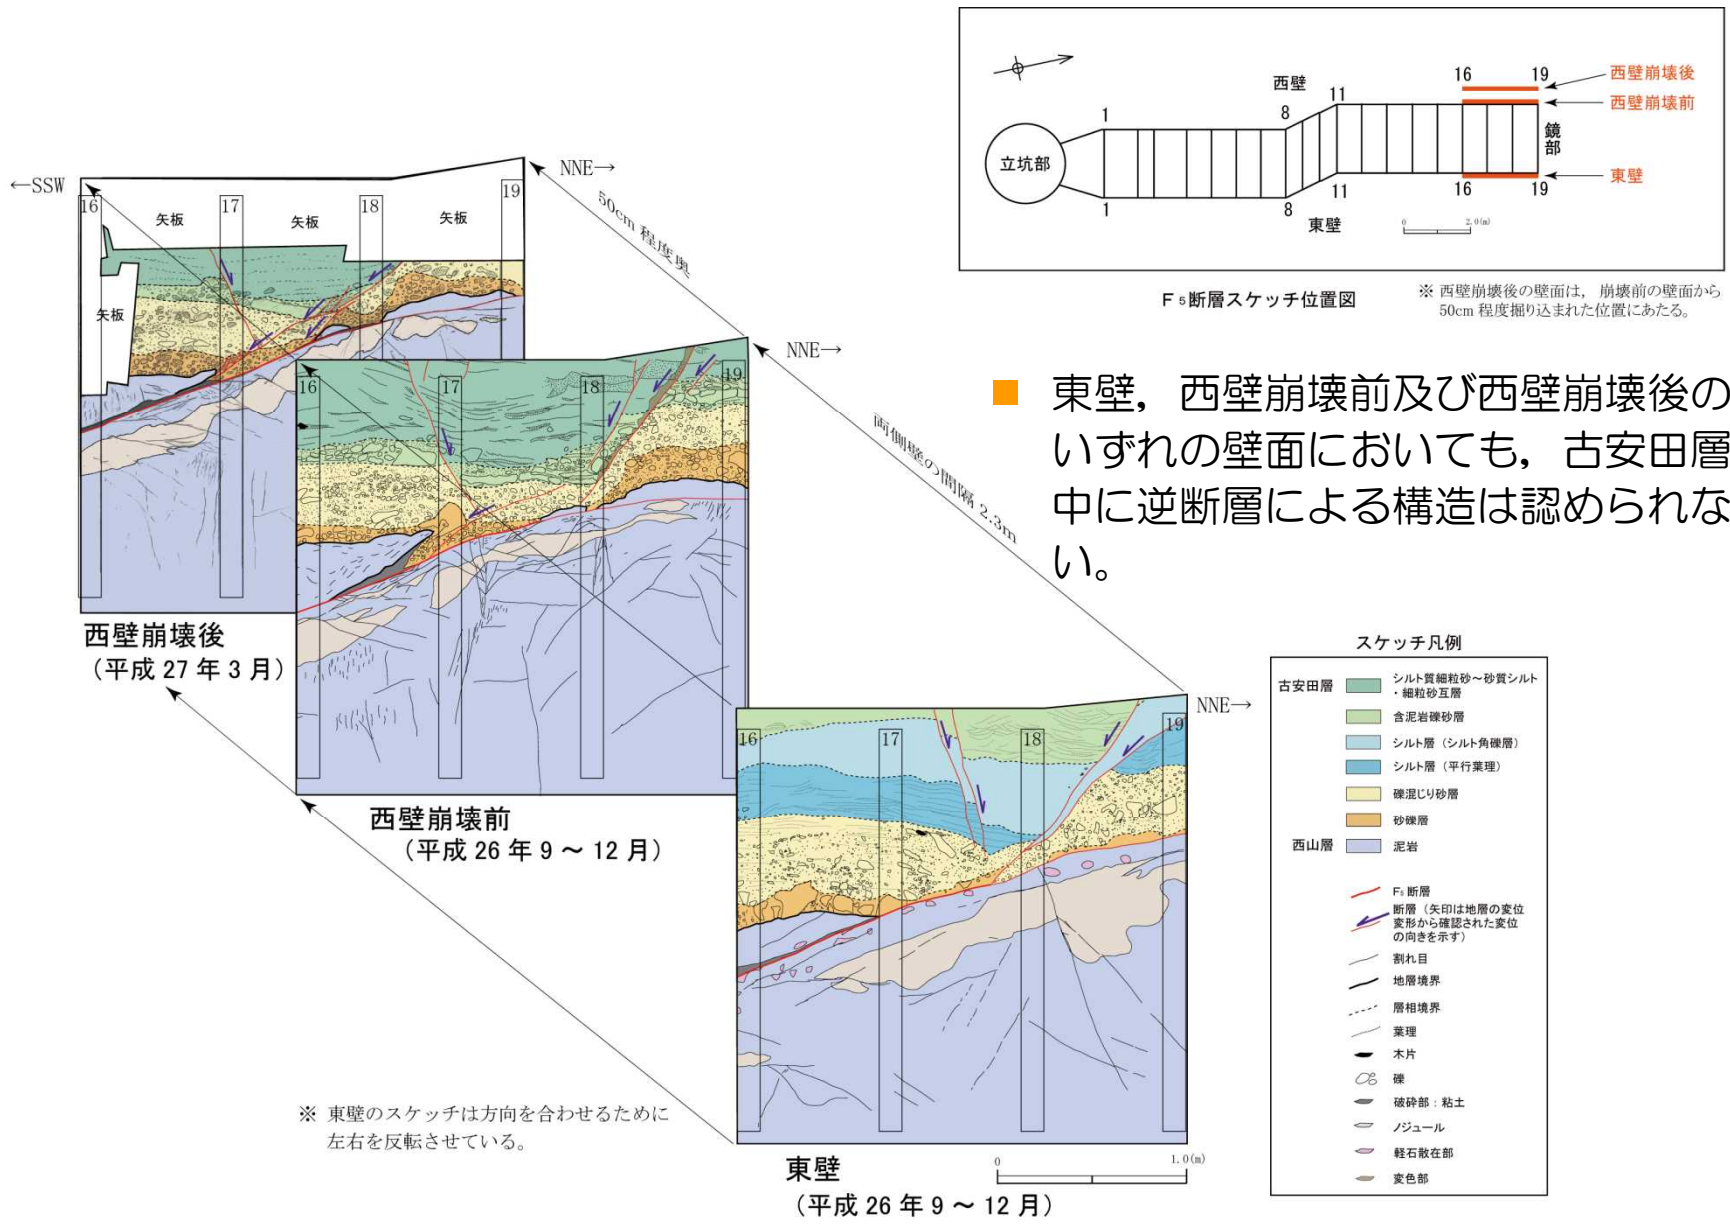 ←SSW
NNE→
16
17
18
19
矢板
矢板
矢板
矢板
50cm 程度奥
西壁崩壊後
(平成 27 年 3 月)
NNE→
16
17
18
19
両側壁の間隔 2.3m
西壁崩壊前
(平成 26 年 9 ～ 12 月)
NNE→
16
17
18
19
東壁
(平成 26 年 9 ～ 12 月)
0
1.0(m)
※ 東壁のスケッチは方向を合わせるために
左右を反転させている。
立坑部
西壁
東壁
1
8
11
16
19
1
8
11
16
19
鏡部
西壁崩壊後
西壁崩壊前
東壁
0
2.0(m)
F5断層スケッチ位置図
※ 西壁崩壊後の壁面は， 崩壊前の壁面から
50cm 程度掘り込まれた位置にあたる。
■ 東壁，西壁崩壊前及び西壁崩壊後の
いずれの壁面においても，古安田層
中に逆断層による構造は認められな
い。
スケッチ凡例
古安田層
シルト質細粒砂～砂質シルト
・細粒砂互層
含泥岩礫砂層
シルト層（シルト角礫層）
シルト層（平行葉理）
礫混じり砂層
砂礫層
西山層
泥岩
F5 断層
断層（矢印は地層の変位
変形から確認された変位
の向きを示す）
割れ目
地層境界
層相境界
葉理
木片
礫
破砕部：粘土
ノジュール
軽石散在部
変色部